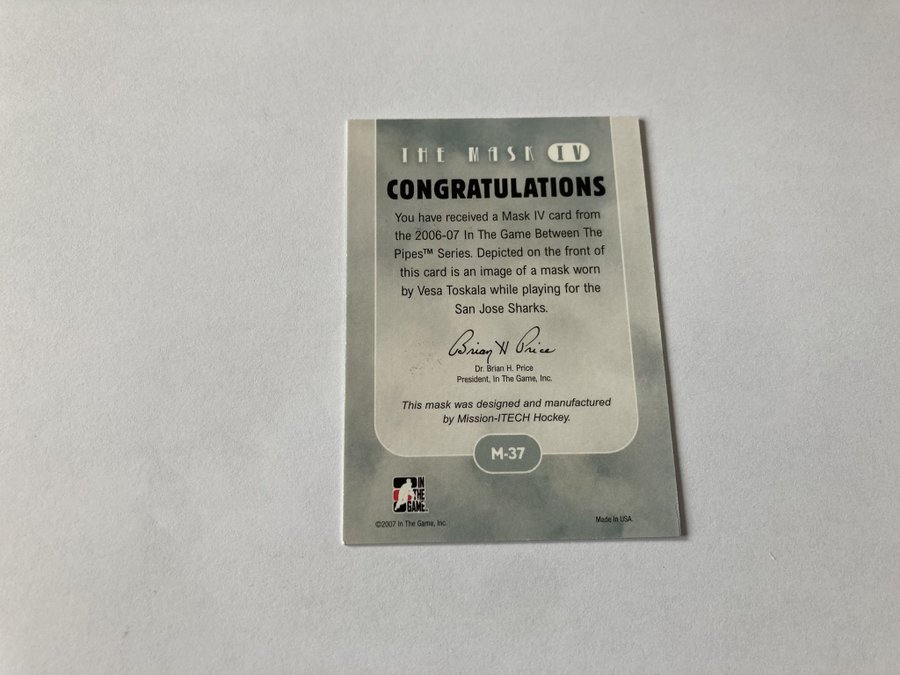 THE MASK IV
CONGRATULATIONS
You have received a Mask IV card from
the 2006-07 In The Game Between The
Pipes™ Series. Depicted on the front of
this card is an image of a mask worn
by Vesa Toskala while playing for the
San Jose Sharks.
Brian H Price
Dr. Brian H. Price
President, In The Game, Inc.
This mask was designed and manufactured
by Mission-ITECH Hockey.
M-37
IN
THE
GAME.
©2007 In The Game, Inc.
Made In USA.